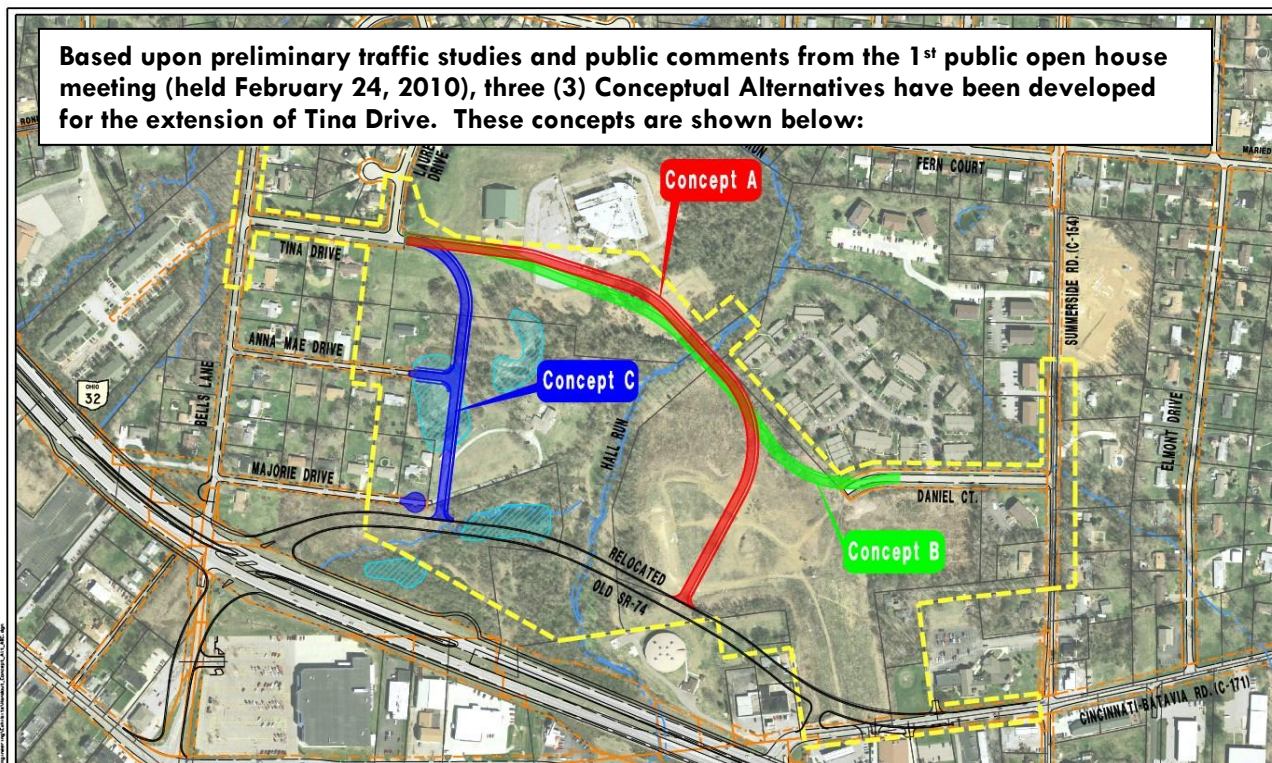 Based upon preliminary traffic studies and public comments from the 1st public open house
meeting (held February 24, 2010), three (3) Conceptual Alternatives have been developed
for the extension of Tina Drive. These concepts are shown below:
FERN COURT
DRIVE
Concept A
TINA DRIVE
SUMMERSIDE RD. (C-154)
ANNA MAE DRIVE
Concept C
OHIO
32
BELLS LANE
HALL RUN
ELMONT DRIVE
MAJORIE DRIVE
DANIEL CT.
Concept B
RELOCATED
OLD SR-74
CINCINNATI-BATAVIA RD. (C-171)